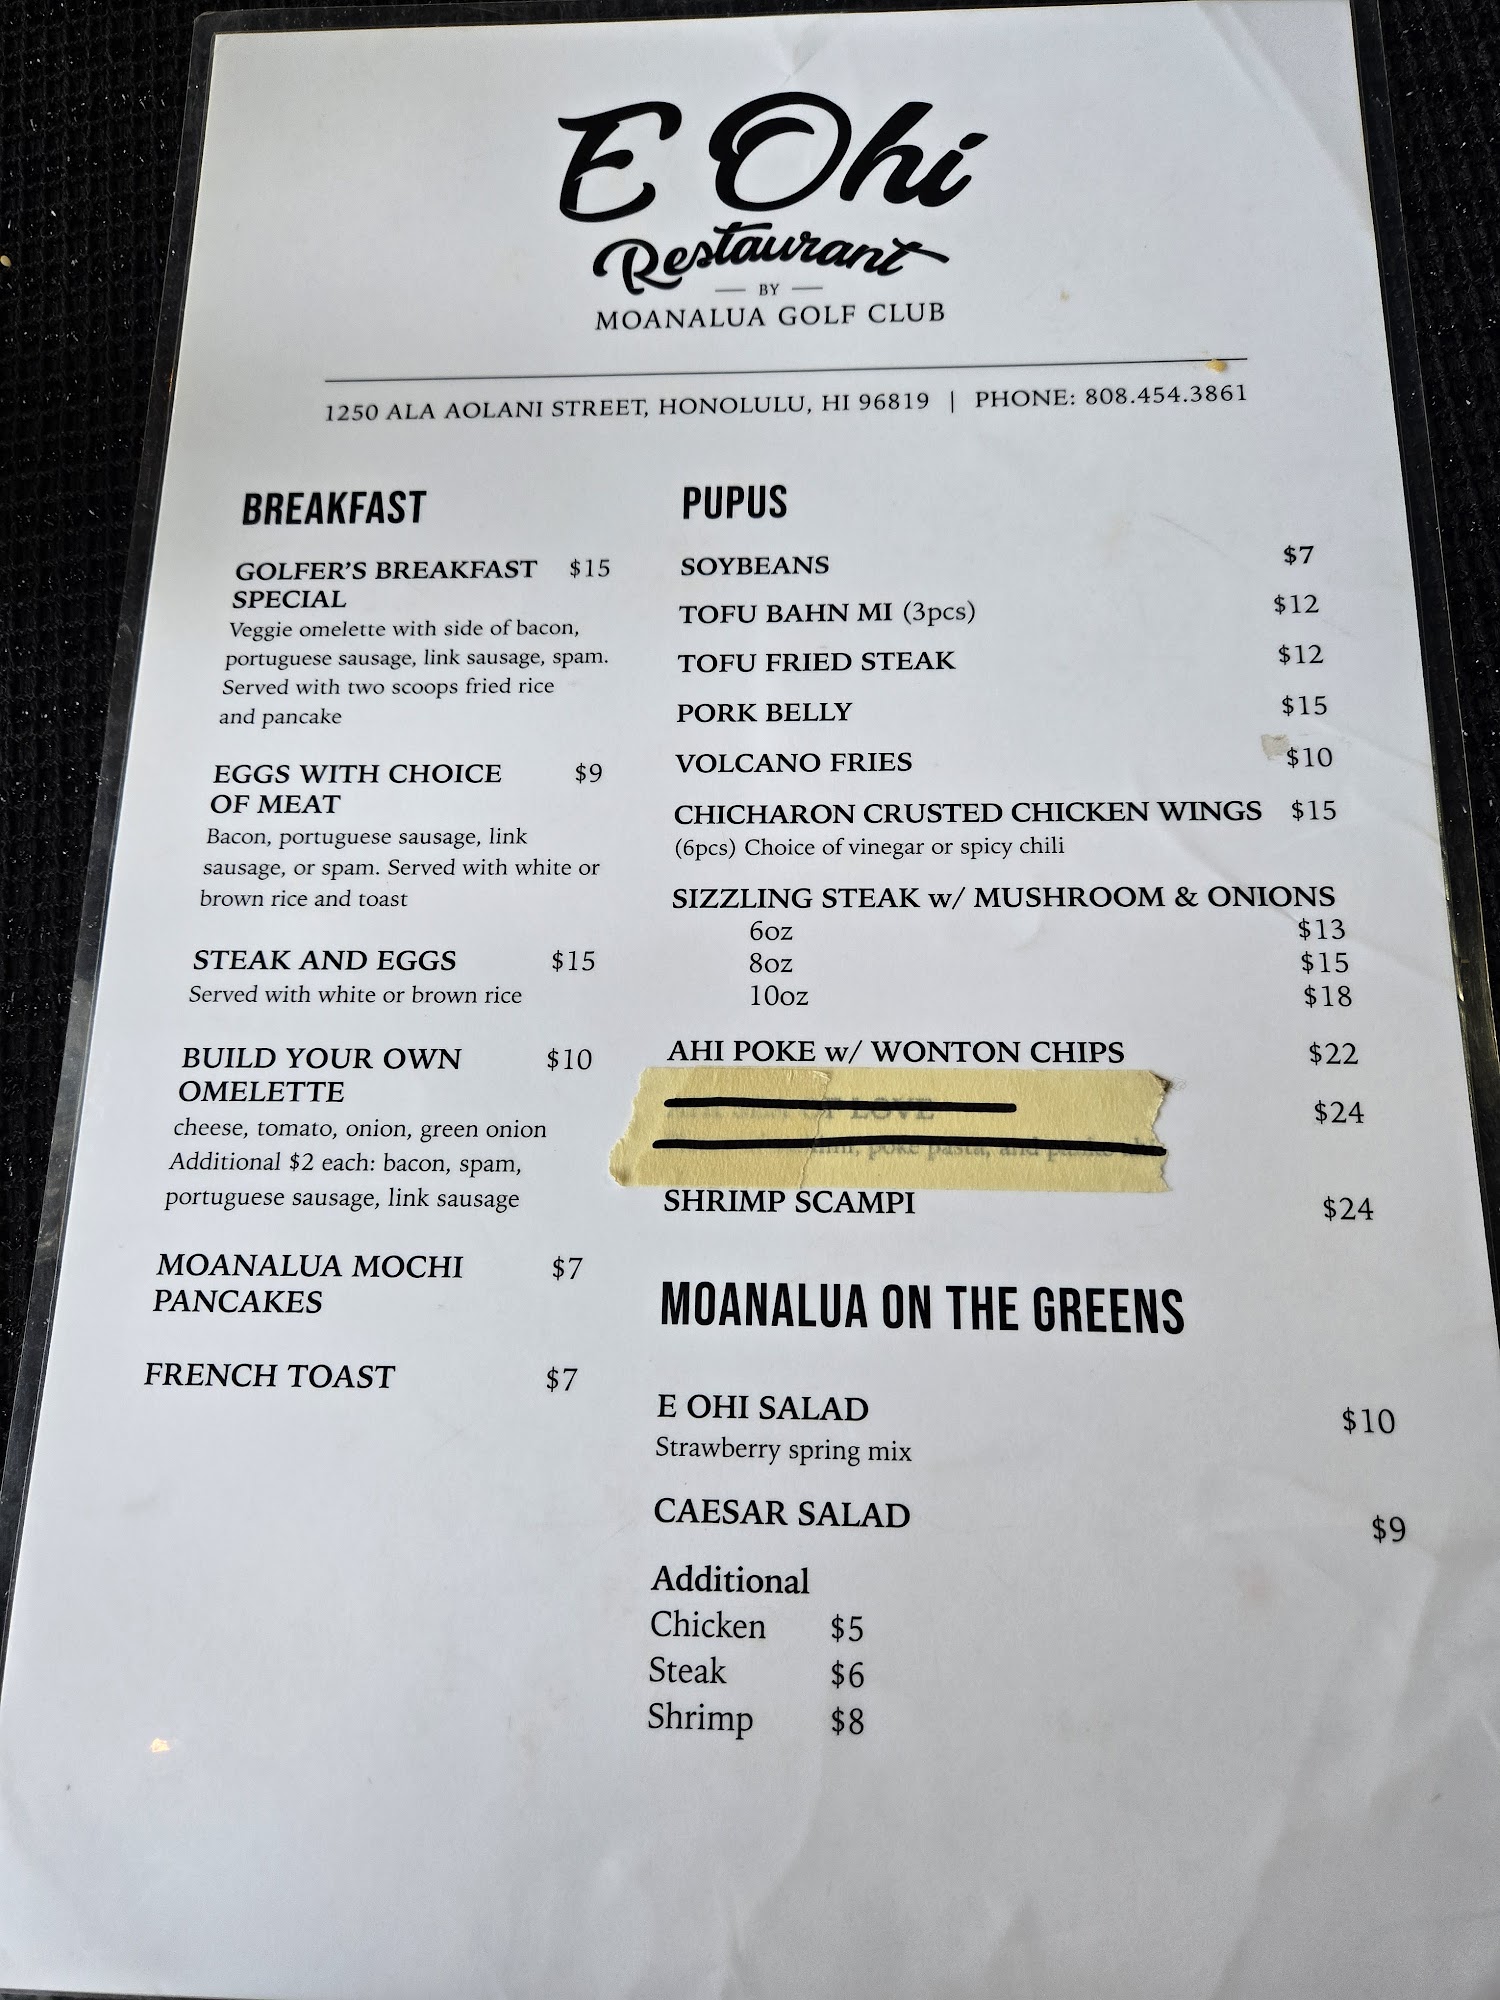 E Ohi
Restaurant
BY
MOANALUA GOLF CLUB
1250 ALA AOLANI STREET, HONOLULU, HI 96819 | PHONE: 808.454.3861
BREAKFAST
GOLFER'S BREAKFAST $15
SPECIAL
Veggie omelette with side of bacon,
portuguese sausage, link sausage, spam.
Served with two scoops fried rice
and pancake
EGGS WITH CHOICE $9
OF MEAT
Bacon, portuguese sausage, link
sausage, or spam. Served with white or
brown rice and toast
STEAK AND EGGS $15
Served with white or brown rice
BUILD YOUR OWN $10
OMELETTE
cheese, tomato, onion, green onion
Additional $2 each: bacon, spam,
portuguese sausage, link sausage
MOANALUA MOCHI $7
PANCAKES
FRENCH TOAST $7
PUPUS
SOYBEANS $7
TOFU BAHN MI (3pcs) $12
TOFU FRIED STEAK $12
PORK BELLY $15
VOLCANO FRIES $10
CHICHARON CRUSTED CHICKEN WINGS $15
(6pcs) Choice of vinegar or spicy chili
SIZZLING STEAK w/ MUSHROOM & ONIONS
6oz $13
8oz $15
10oz $18
AHI POKE w/ WONTON CHIPS $22
OF LOVE $24
poke pasta, and
SHRIMP SCAMPI $24
MOANALUA ON THE GREENS
E OHI SALAD $10
Strawberry spring mix
CAESAR SALAD $9
Additional
Chicken $5
Steak $6
Shrimp $8